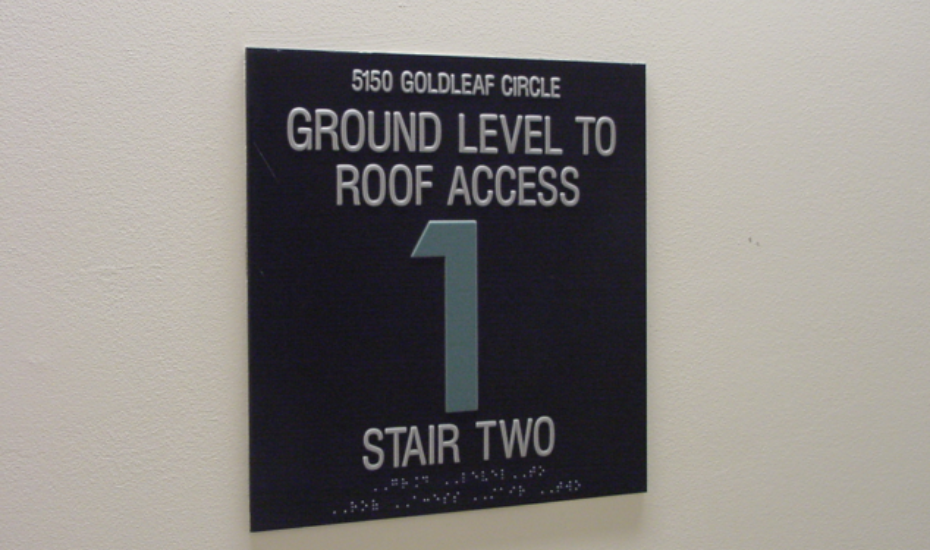 5150 GOLDLEAF CIRCLE
GROUND LEVEL TO
ROOF ACCESS
1
STAIR TWO